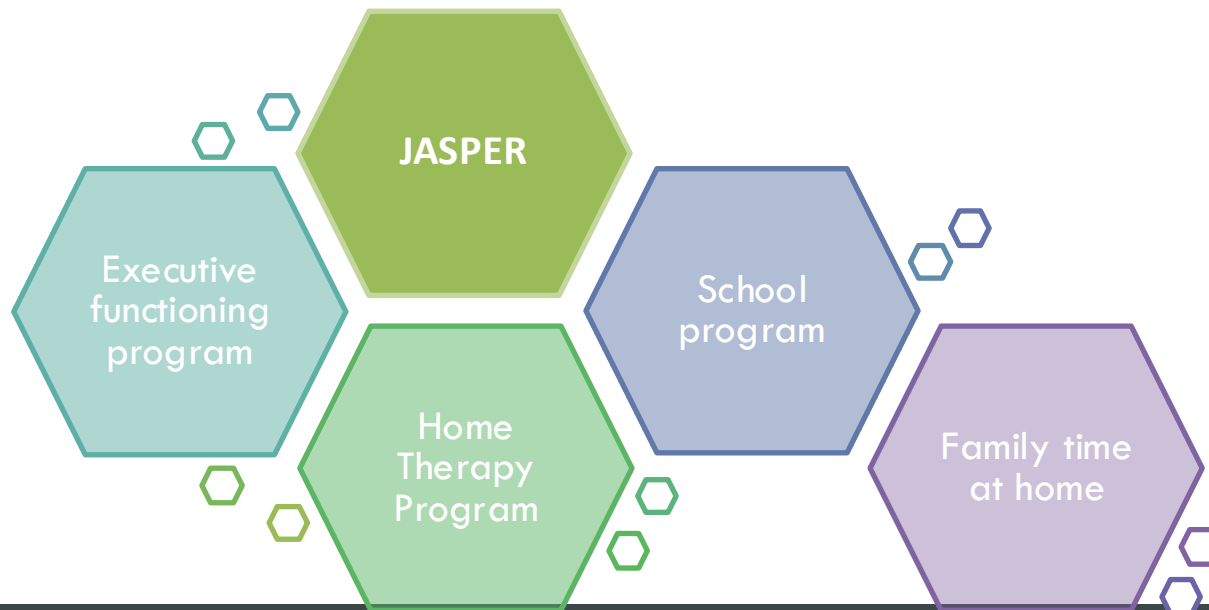 JASPER
Executive
functioning
program
School
program
Home
Therapy
Program
Family time
at home